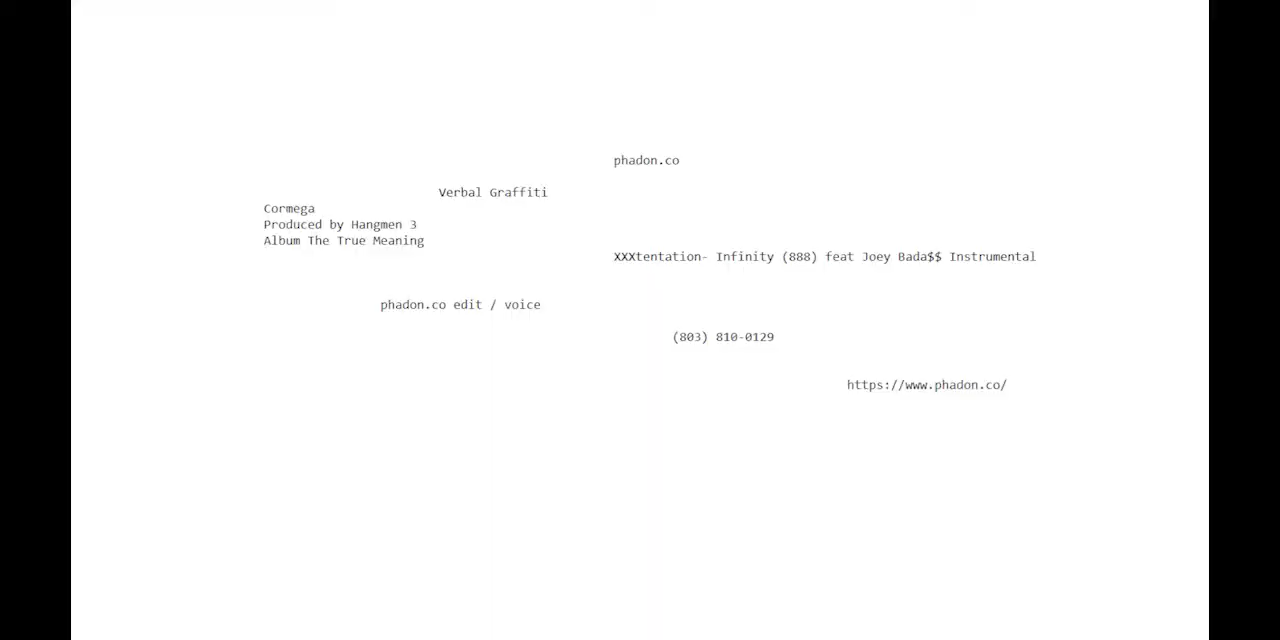 phadon.co
Verbal Graffiti
Cormega
Produced by Hangmen 3
Album The True Meaning
XXXtentation- Infinity (888) feat Joey Bada$$ Instrumental
phadon.co edit / voice
(803) 810-0129
https://www.phadon.co/